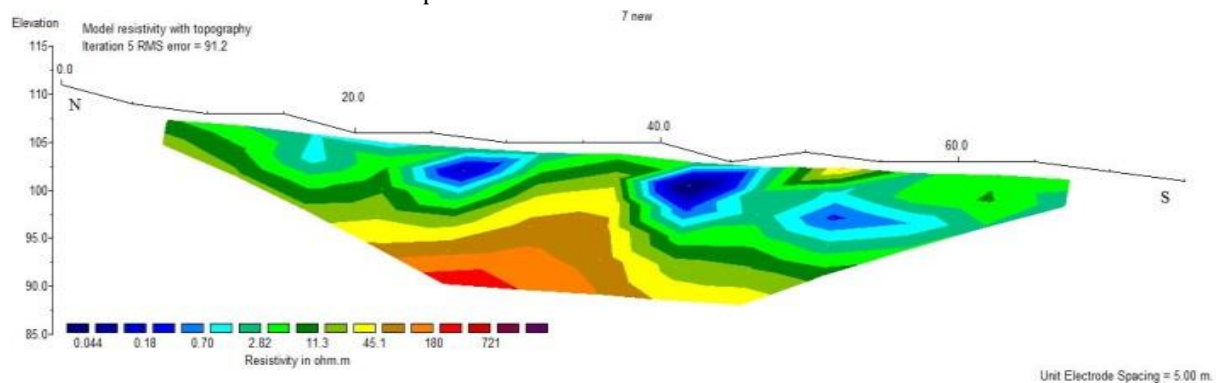 7 new
Elevation
Model resistivity with topography
Iteration 5 RMS error = 91.2
115
0.0
110
N
20.0
105
40.0
60.0
100
S
95.0
90.0
85.0
0.044 0.18 0.70 2.82 11.3 45.1 180 721
Resistivity in ohm.m
Unit Electrode Spacing = 5.00 m.